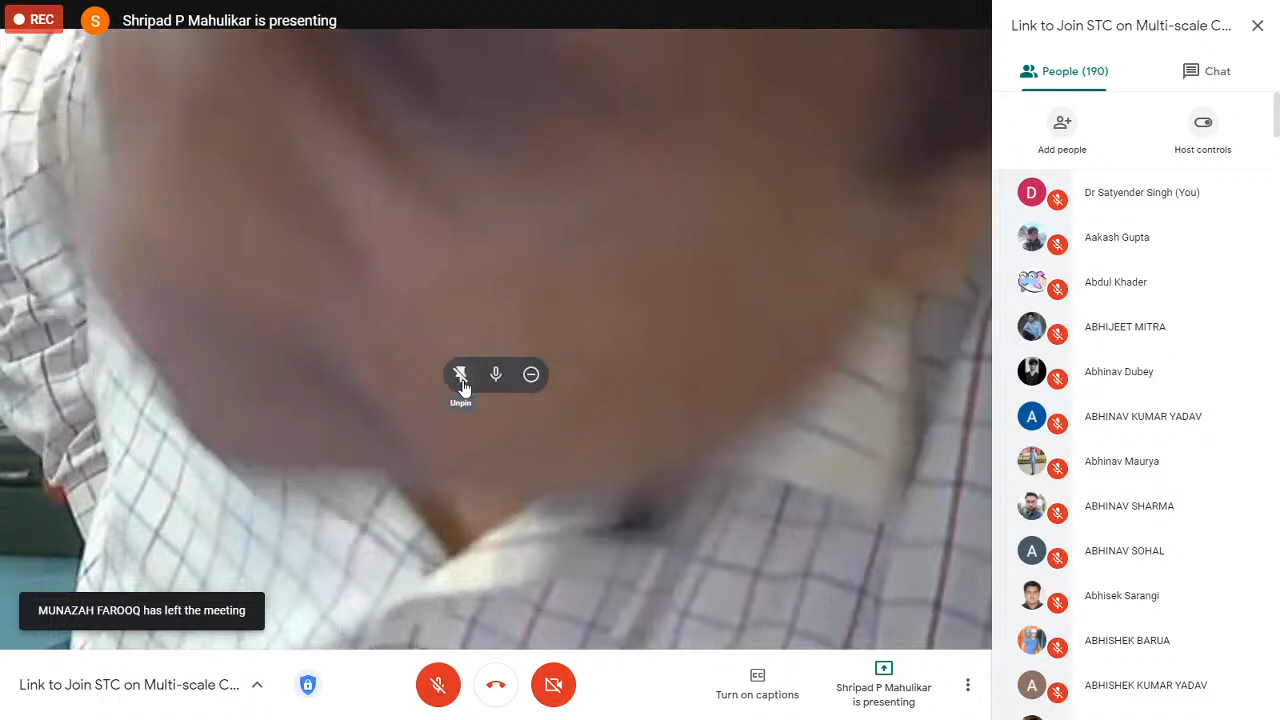 REC
S
Shripad P Mahulikar is presenting
Link to Join STC on Multi-scale C...
People (190)
Chat
Add people
Host controls
D
Dr Satyender Singh (You)
Aakash Gupta
Abdul Khader
ABHIJEET MITRA
Abhinav Dubey
A
ABHINAV KUMAR YADAV
Abhinav Maurya
ABHINAV SHARMA
A
ABHINAV SOHAL
Abhisek Sarangi
ABHISHEK BARUA
A
ABHISHEK KUMAR YADAV
Unpin
MUNAZAH FAROOQ has left the meeting
Link to Join STC on Multi-scale C...
Turn on captions
Shripad P Mahulikar
is presenting